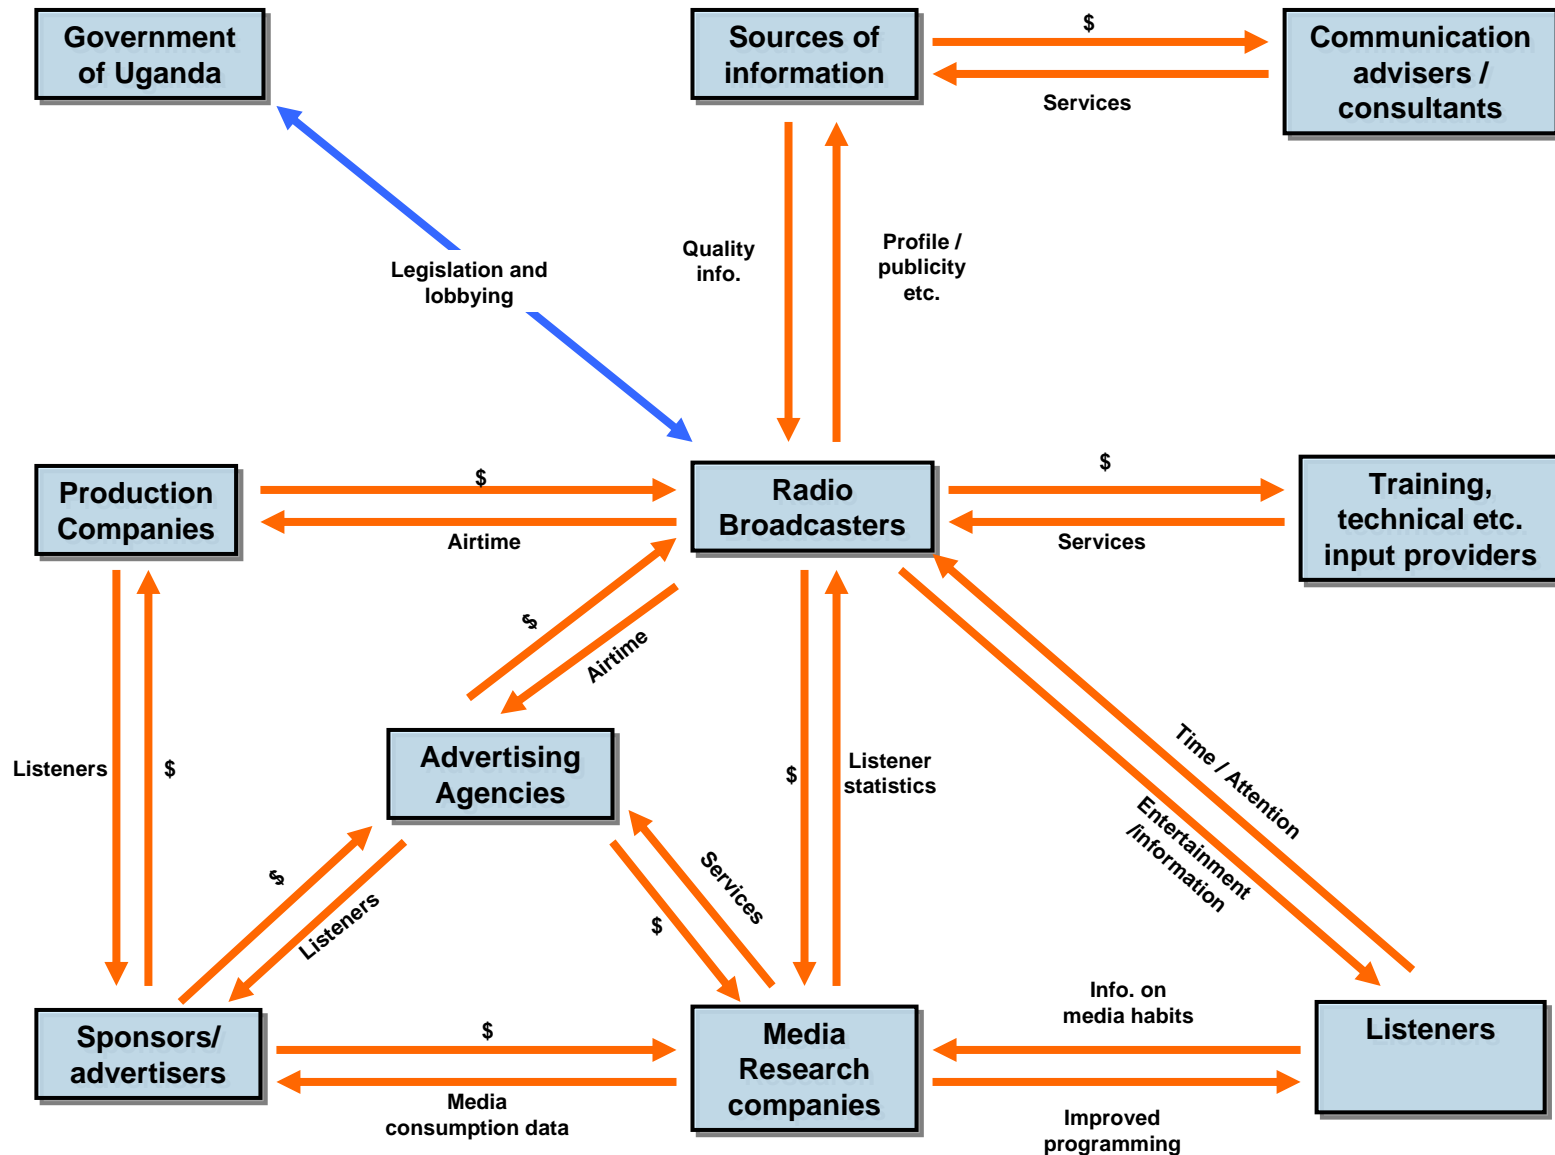 Government
of Uganda
Sources of
information
$
Services
Communication
advisers /
consultants
Legislation and
lobbying
Quality
info.
Profile /
publicity
etc.
Production
Companies
$
Airtime
Radio
Broadcasters
$
Services
Training,
technical etc.
input providers
$
Airtime
Listeners
$
Advertising
Agencies
$
Listener
statistics
Time / Attention
Entertainment
/information
$
Listeners
Services
$
Sponsors/
advertisers
$
Media
consumption data
Media
Research
companies
Info. on
media habits
Improved
programming
Listeners